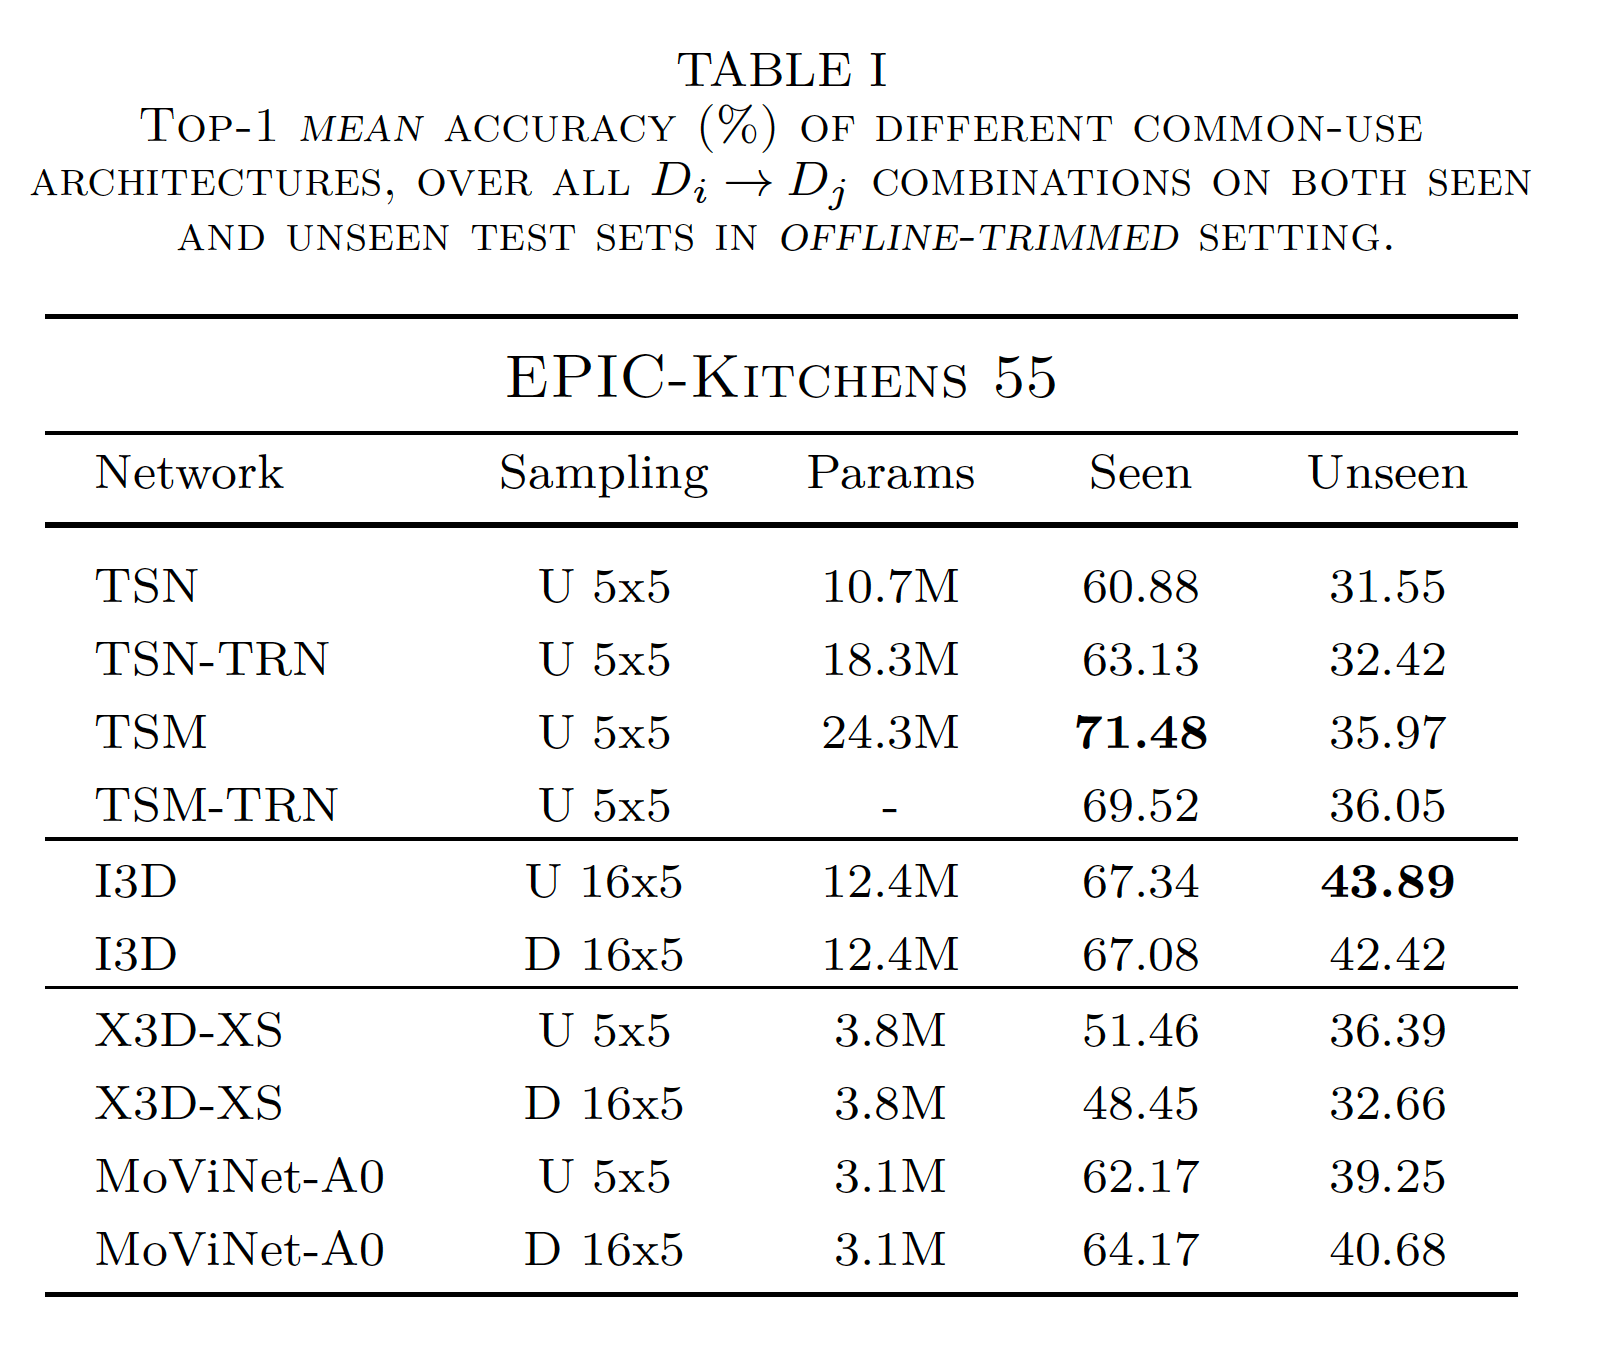 TABLE I
Top-1 mean accuracy (%) of different common-use
architectures, over all D_i → D_j combinations on both seen
and unseen test sets in offline-trimmed setting.
EPIC-Kitchens 55
Network Sampling Params Seen Unseen
TSN U 5x5 10.7M 60.88 31.55
TSN-TRN U 5x5 18.3M 63.13 32.42
TSM U 5x5 24.3M 71.48 35.97
TSM-TRN U 5x5 - 69.52 36.05
I3D U 16x5 12.4M 67.34 43.89
I3D D 16x5 12.4M 67.08 42.42
X3D-XS U 5x5 3.8M 51.46 36.39
X3D-XS D 16x5 3.8M 48.45 32.66
MoViNet-A0 U 5x5 3.1M 62.17 39.25
MoViNet-A0 D 16x5 3.1M 64.17 40.68